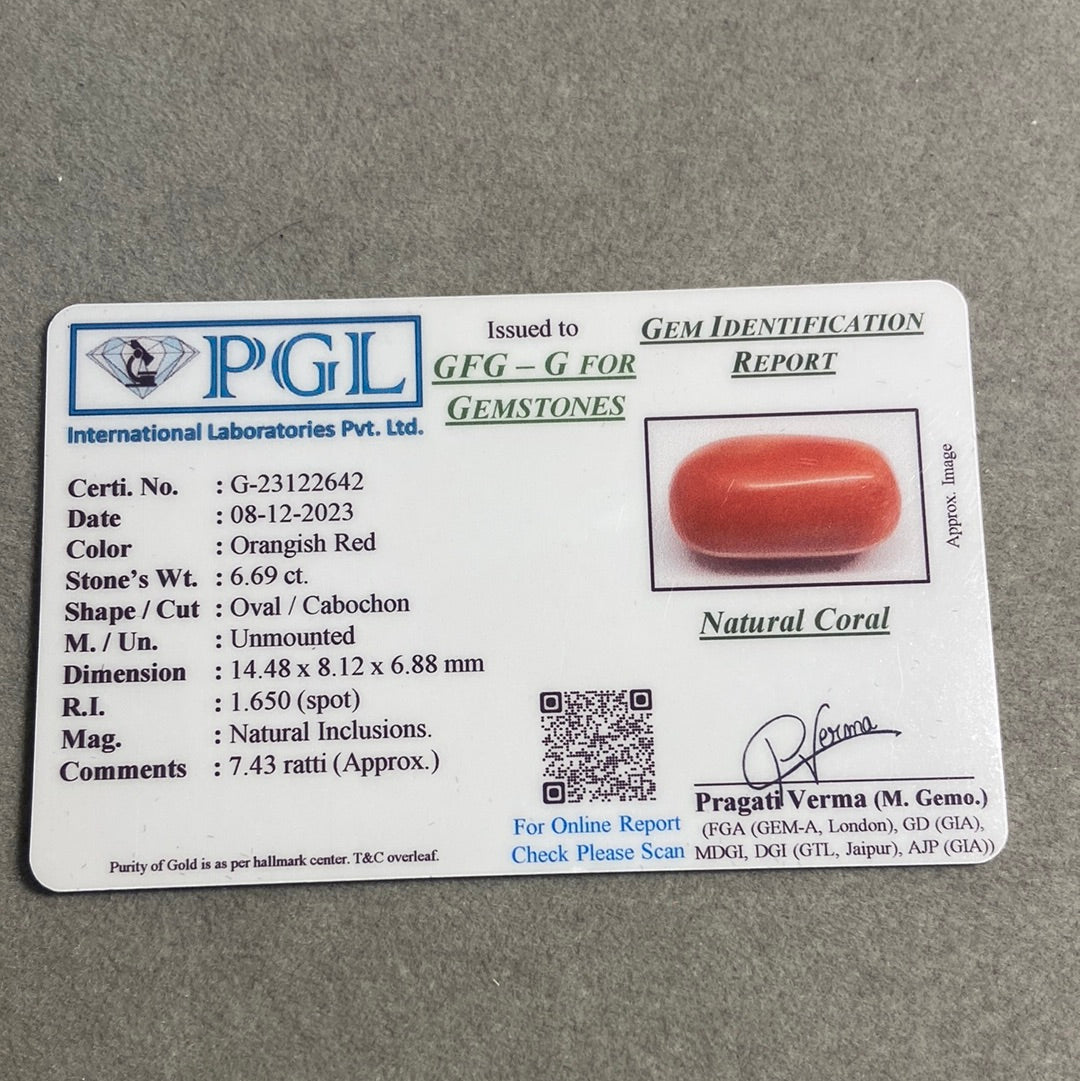 PGL
International Laboratories Pvt. Ltd.
Issued to
GFG – G FOR
GEMSTONES
GEM IDENTIFICATION
REPORT
Certi. No. : G-23122642
Date : 08-12-2023
Color : Orangish Red
Stone's Wt. : 6.69 ct.
Shape / Cut : Oval / Cabochon
M. / Un. : Unmounted
Dimension : 14.48 x 8.12 x 6.88 mm
R.I. : 1.650 (spot)
Mag. : Natural Inclusions.
Comments : 7.43 ratti (Approx.)
Purity of Gold is as per hallmark center. T&C overleaf.
Approx. Image
Natural Coral
For Online Report
Check Please Scan
PVerma
Pragati Verma (M. Gemo.)
(FGA (GEM-A, London), GD (GIA),
MDGI, DGI (GTL, Jaipur), AJP (GIA))